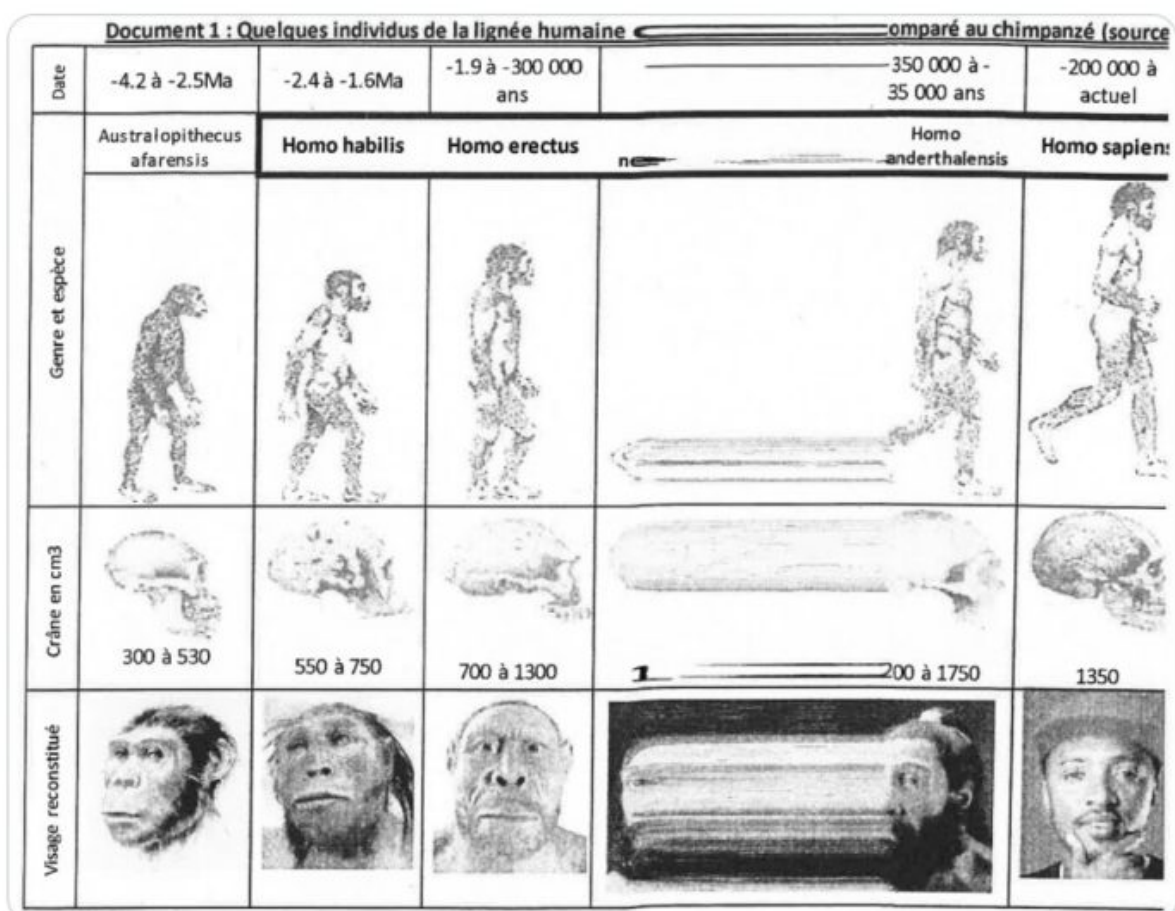 Document 1 : Quelques individus de la lignée humaine omparé au chimpanzé (source
Date
-4.2 à -2.5Ma
-2.4 à -1.6Ma
-1.9 à -300 000
ans
350 000 à -
35 000 ans
-200 000 à
actuel
Genre et espèce
Australopithecus
afarensis
Homo habilis
Homo erectus
Homo
ne anderthalensis
Homo sapiens
Crâne en cm3
300 à 530
550 à 750
700 à 1300
1 200 à 1750
1350
Visage reconstitué